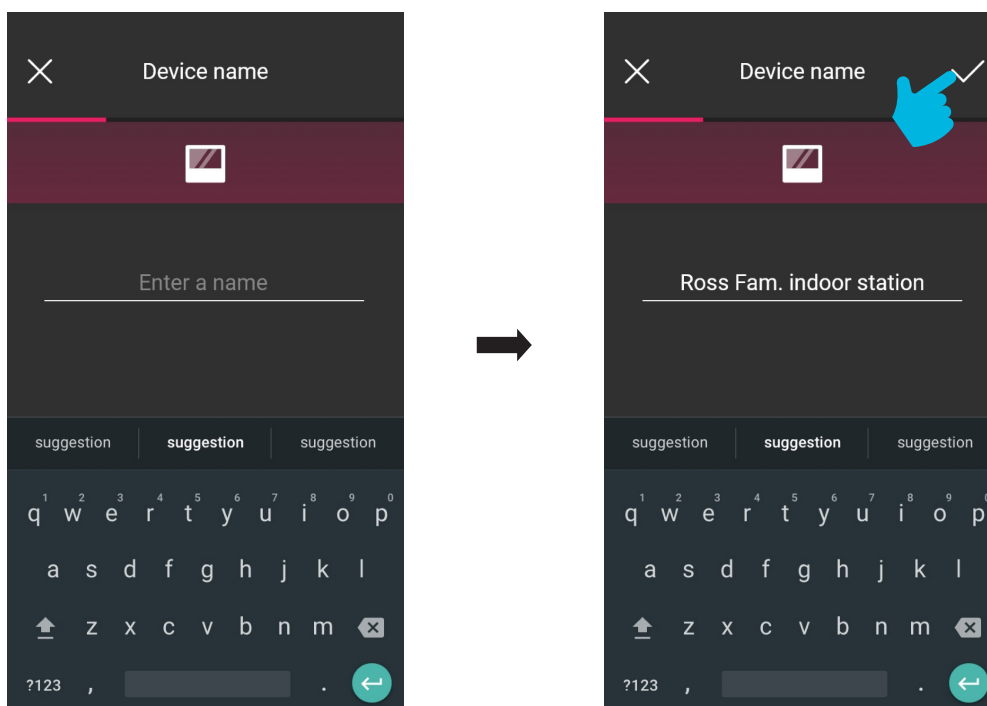 Device name
Enter a name
suggestion suggestion suggestion
1 2 3 4 5 6 7 8 9 0
q w e r t y u i o p
a s d f g h j k l
z x c v b n m
?123 , .
Device name
Ross Fam. indoor station
suggestion suggestion suggestion
1 2 3 4 5 6 7 8 9
q w e r t y u i o p
a s d f g h j k l
z x c v b n m
?123 , .